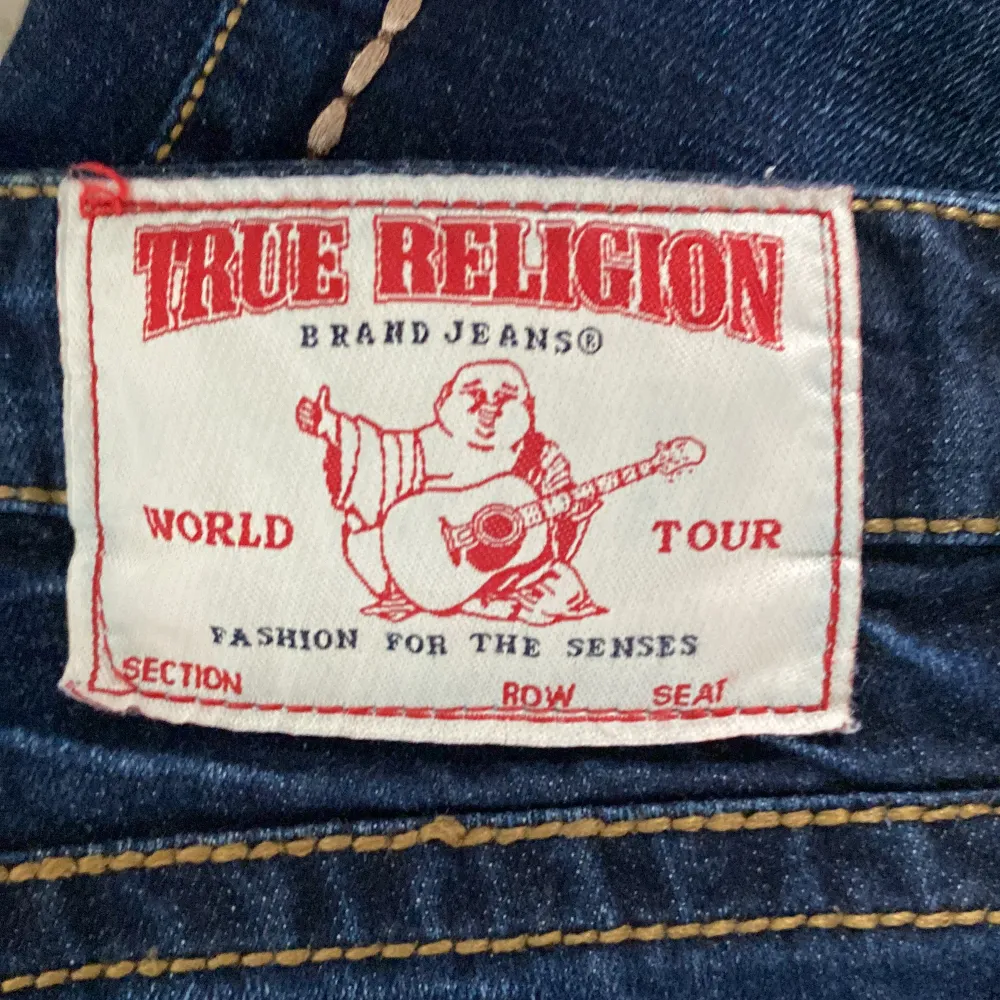 TRUE RELIGION
BRAND JEANS®
WORLD TOUR
FASHION FOR THE SENSES
SECTION ROW SEAT